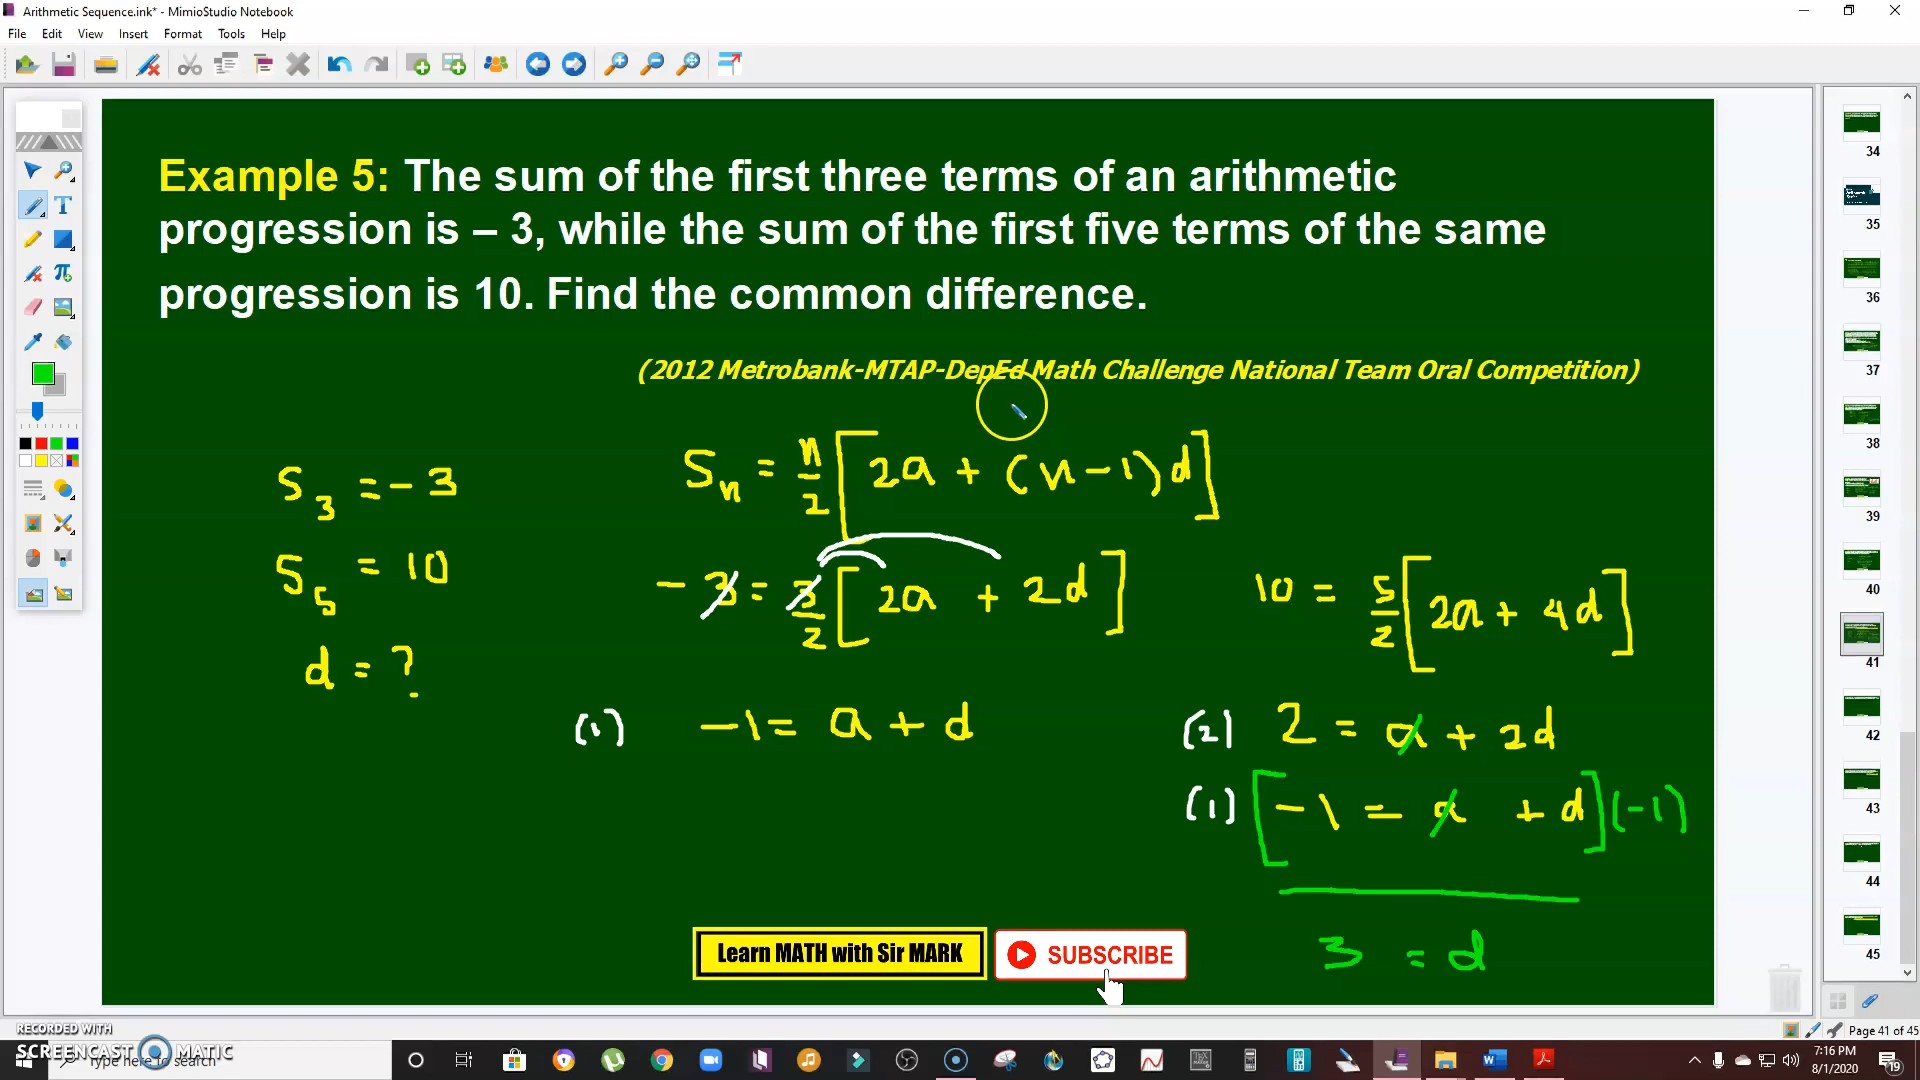 Arithmetic Sequence.ink* - MimioStudio Notebook
File Edit View Insert Format Tools Help
Example 5: The sum of the first three terms of an arithmetic
progression is – 3, while the sum of the first five terms of the same
progression is 10. Find the common difference.
(2012 Metrobank-MTAP-DepEd Math Challenge National Team Oral Competition)
S₃ = - 3
S₅ = 10
d = ?
Sₙ = n/2 [2a + (n - 1) d]
- 3 = 3/2 [2a + 2d]
(1) -1 = a + d
10 = 5/2 [2a + 4d]
(2) 2 = a + 2d
(1) [-1 = a + d] (-1)
3 = d
Learn MATH with Sir MARK
SUBSCRIBE
34
35
36
37
38
39
40
41
42
43
44
45
Page 41 of 45
RECORDED WITH
SCREENCAST MATIC
Type here to search
7:16 PM
8/1/2020
19